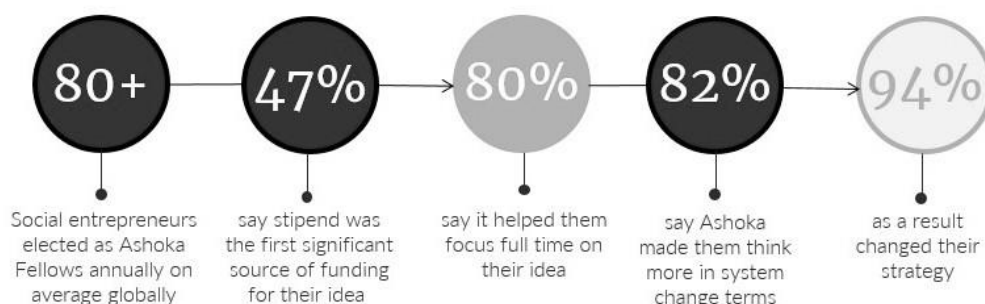 80+
47%
80%
82%
94%
Social entrepreneurs
elected as Ashoka
Fellows annually on
average globally
say stipend was
the first significant
source of funding
for their idea
say it helped them
focus full time on
their idea
say Ashoka
made them think
more in system
change terms
as a result
changed their
strategy